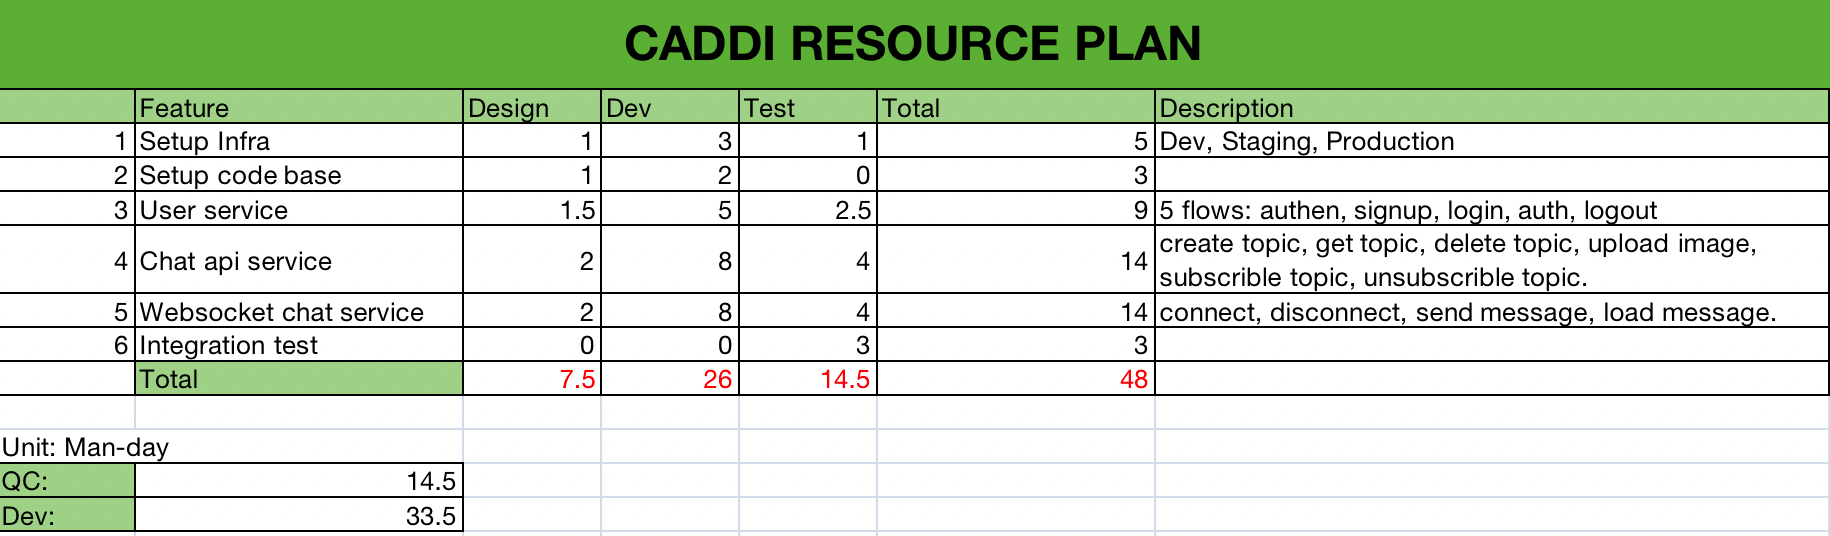 CADDI RESOURCE PLAN
Feature Design Dev Test Total Description
1 Setup Infra 1 3 1 5 Dev, Staging, Production
2 Setup code base 1 2 0 3
3 User service 1.5 5 2.5 9 5 flows: authen, signup, login, auth, logout
4 Chat api service 2 8 4 14 create topic, get topic, delete topic, upload image,
subscrible topic, unsubscrible topic.
5 Websocket chat service 2 8 4 14 connect, disconnect, send message, load message.
6 Integration test 0 0 3 3
Total 7.5 26 14.5 48
Unit: Man-day
QC: 14.5
Dev: 33.5